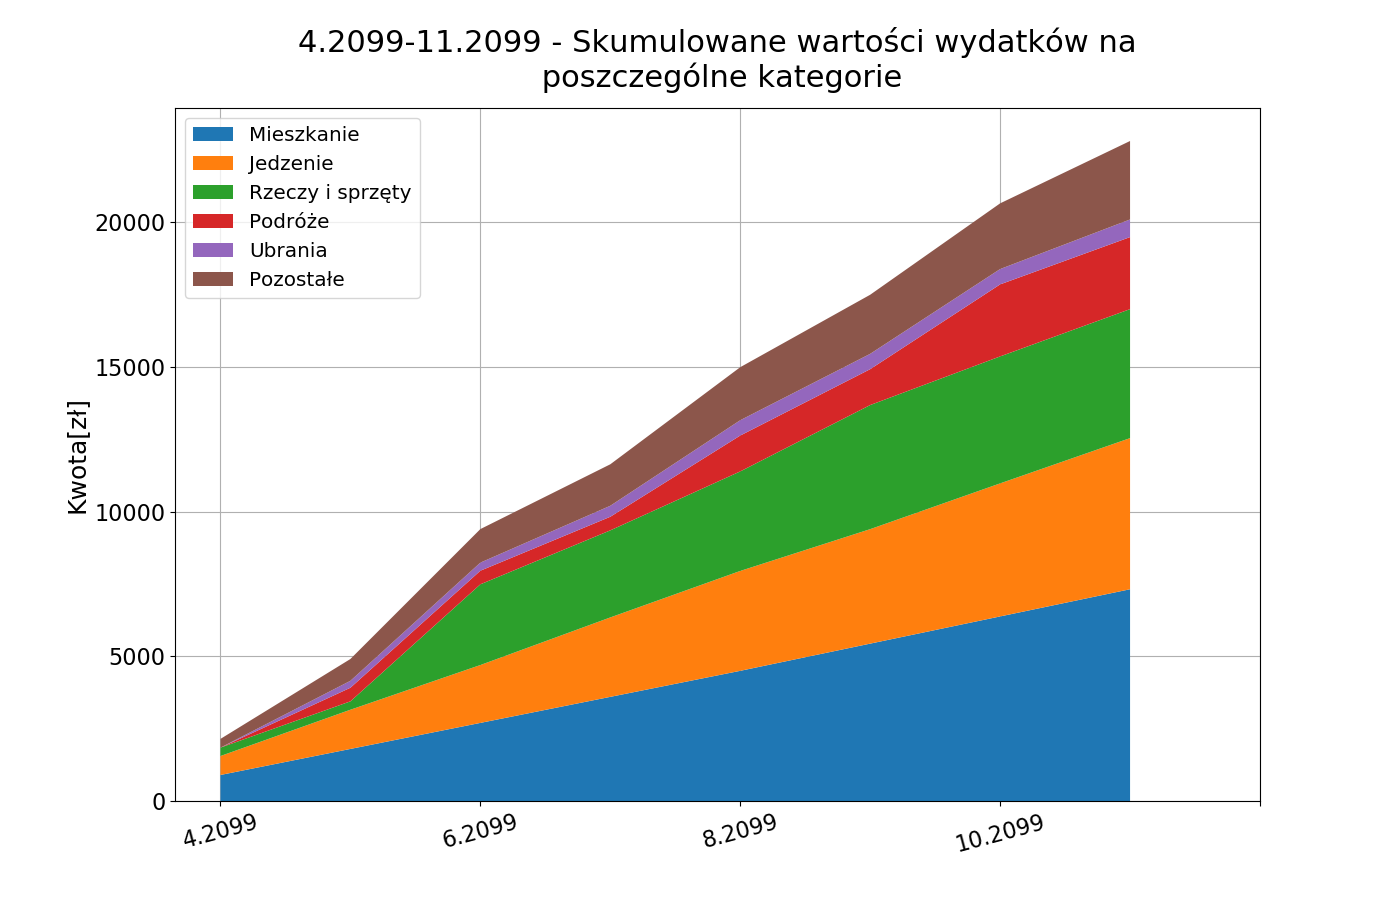 4.2099-11.2099 - Skumulowane wartości wydatków na
poszczególne kategorie
Mieszkanie
Jedzenie
Rzeczy i sprzęty
Podróże
Ubrania
Pozostałe
Kwota[zł]
20000
15000
10000
5000
0
4.2099
6.2099
8.2099
10.2099